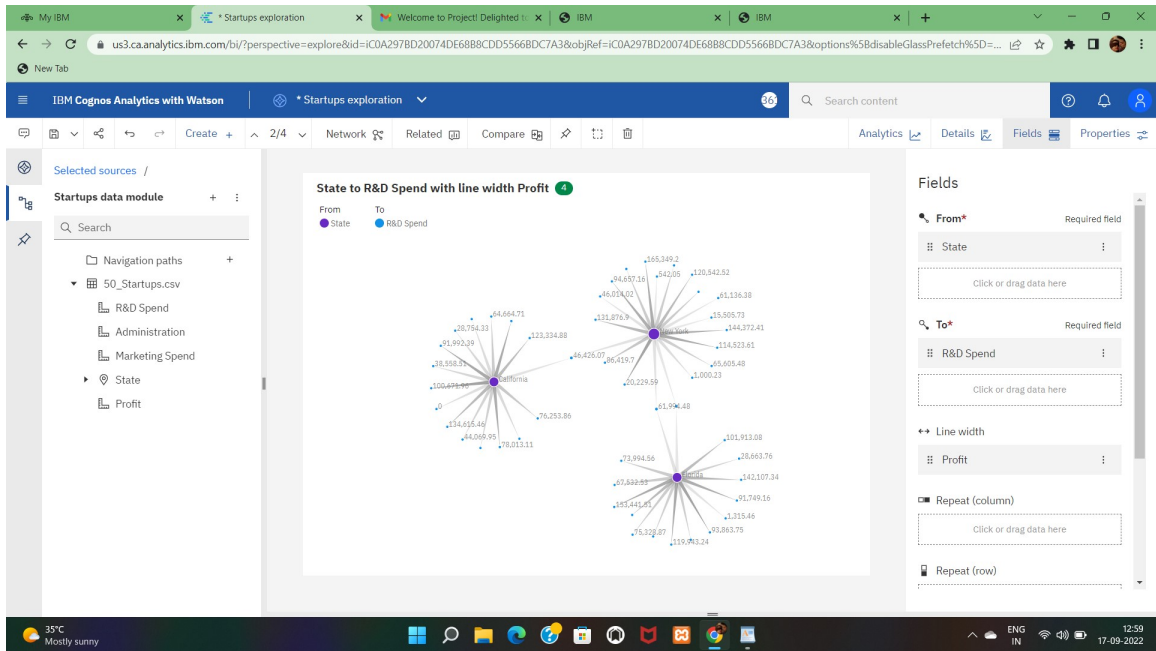 My IBM
* Startups exploration
Welcome to Project! Delighted to
IBM
IBM
us3.ca.analytics.ibm.com/bi/?perspective=explore&id=iC0A297BD20074DE68B8CDD5566BDC7A3&objRef=iC0A297BD20074DE68B8CDD5566BDC7A3&options%5BdisableGlassPrefetch%5D=...
New Tab
IBM Cognos Analytics with Watson
* Startups exploration
Search content
Create +
2/4
Network
Related
Compare
Analytics
Details
Fields
Properties
Selected sources /
Startups data module
Search
Navigation paths
50_Startups.csv
R&D Spend
Administration
Marketing Spend
State
Profit
State to R&D Spend with line width Profit 4
From To
State R&D Spend
165,349.2
94,657.16
542.05
120,542.52
46,014.02
61,136.38
131,876.9
15,505.73
144,372.41
New York
114,523.61
46,426.07
86,419.7
65,605.48
1,000.23
20,229.59
61,994.48
64,664.71
28,754.33
123,334.88
91,992.39
38,558.51
California
100,671.96
0
76,253.86
134,615.46
44,069.95
78,013.11
101,913.08
73,994.56
28,663.76
Florida
142,107.34
67,532.53
91,749.16
153,441.51
1,315.46
75,328.87
93,863.75
119,943.24
Fields
From* Required field
State
Click or drag data here
To* Required field
R&D Spend
Click or drag data here
Line width
Profit
Repeat (column)
Click or drag data here
Repeat (row)
35°C
Mostly sunny
ENG
IN
12:59
17-09-2022